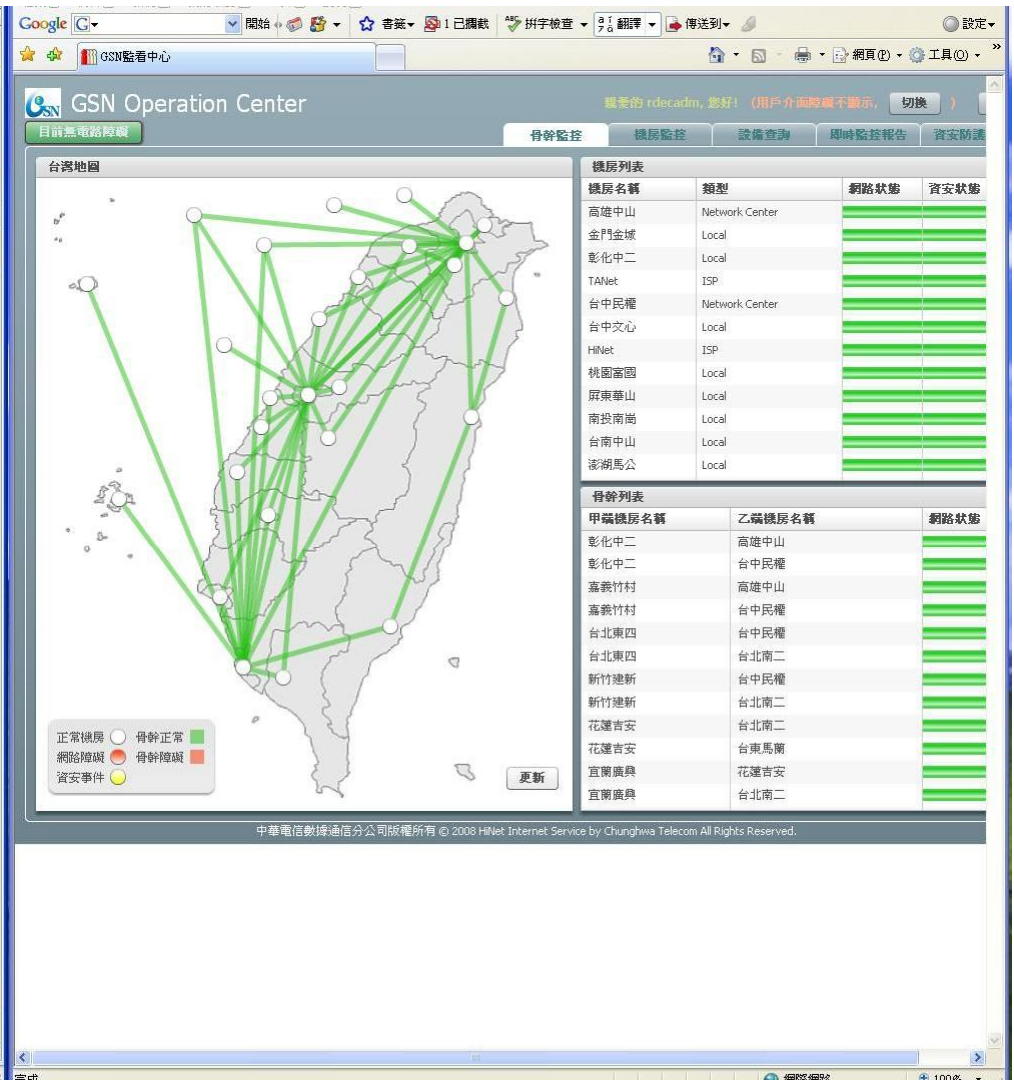 Google G 開始 書籤 1 已攔截 ABC 拼字檢查 翻譯 傳送到 設定
GSN監看中心 網頁(P) 工具(O) »
GSN GSN Operation Center 親愛的 rdecadm, 您好! (用戶介面障礙不顯示, 切換 )
目前無電路障礙 骨幹監控 機房監控 設備查詢 即時監控報告 資安防護
台灣地圖
正常機房 骨幹正常
網路障礙 骨幹障礙
資安事件
更新
機房列表
機房名稱 類型 網路狀態 資安狀態
高雄中山 Network Center
金門金城 Local
彰化中二 Local
TANet ISP
台中民權 Network Center
台中文心 Local
HiNet ISP
桃園富國 Local
屏東華山 Local
南投南崗 Local
台南中山 Local
澎湖馬公 Local
骨幹列表
甲端機房名稱 乙端機房名稱 網路狀態
彰化中二 高雄中山
彰化中二 台中民權
嘉義竹村 高雄中山
嘉義竹村 台中民權
台北東四 台中民權
台北東四 台北南二
新竹建新 台中民權
新竹建新 台北南二
花蓮吉安 台北南二
花蓮吉安 台東馬蘭
宜蘭廣興 花蓮吉安
宜蘭廣興 台北南二
中華電信數據通信分公司版權所有 © 2008 HiNet Internet Service by Chunghwa Telecom All Rights Reserved.
完成 網際網路 100%